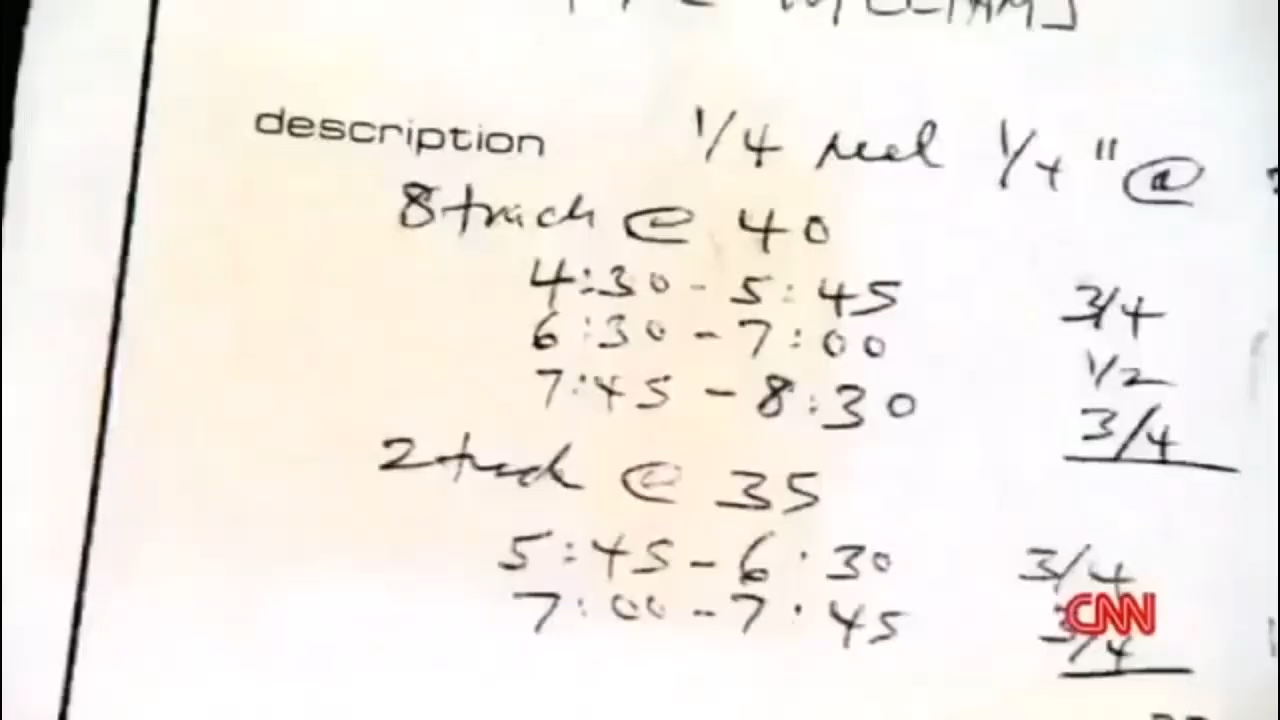 WILLIAMS
description 1/4 reel 1/4" @
8 track @ 40
4:30 - 5:45 3/4
6:30 - 7:00 1/2
7:45 - 8:30 3/4
2 track @ 35
5:45 - 6:30 3/4
7:00 - 7:45 3/4
CNN